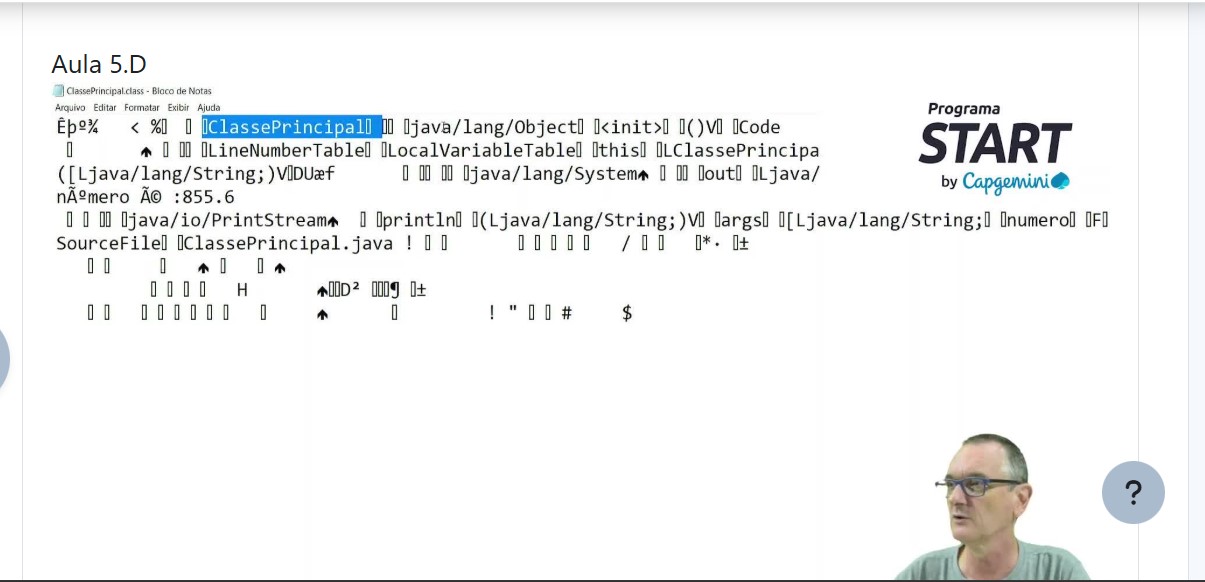 Aula 5.D
ClassePrincipal.class - Bloco de Notas
Arquivo Editar Formatar Exibir Ajuda
Êþº¾ < %▯ ▯ ▯ClassePrincipal▯ ▯▯ ▯java/lang/Object▯ ▯<init>▯ ▯()V▯ ▯Code
▯ ♠ ▯ ▯▯ ▯LineNumberTable▯ ▯LocalVariableTable▯ ▯this▯ ▯LClassePrincipa
([Ljava/lang/String;)V▯DUæf ▯ ▯▯ ▯▯ ▯java/lang/System♠ ▯ ▯▯ ▯out▯ ▯Ljava/
nÃºmero Ã© :855.6
▯ ▯ ▯▯ ▯java/io/PrintStream♠ ▯ ▯println▯ ▯(Ljava/lang/String;)V▯ ▯args▯ ▯[Ljava/lang/String;▯ ▯numero▯ ▯F▯
SourceFile▯ ▯ClassePrincipal.java ! ▯ ▯ ▯ ▯ ▯ ▯ ▯ / ▯ ▯ ▯*· ▯±
▯ ▯ ▯ ♠ ▯ ▯ ♠
▯ ▯ ▯ ▯ H ♠▯▯D² ▯▯▯¶ ▯±
▯ ▯ ▯ ▯ ▯ ▯ ▯ ▯ ▯ ♠ ▯ ! " ▯ ▯ # $
Programa
START
by Capgemini
?